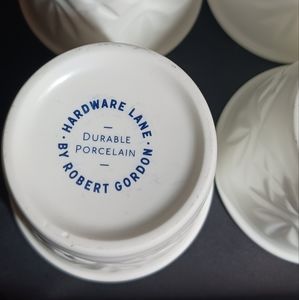 · HARDWARE LANE ·
— DURABLE PORCELAIN —
BY ROBERT GORDON